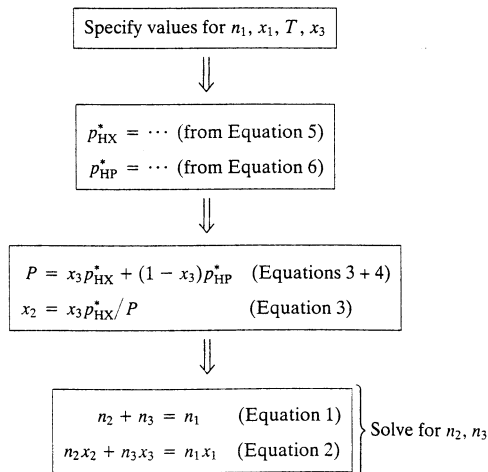 Specify values for n₁, x₁, T, x₃
p*HX = ··· (from Equation 5)
p*HP = ··· (from Equation 6)
P = x₃p*HX + (1 − x₃)p*HP (Equations 3 + 4)
x₂ = x₃p*HX/P (Equation 3)
n₂ + n₃ = n₁ (Equation 1)
n₂x₂ + n₃x₃ = n₁x₁ (Equation 2)
Solve for n₂, n₃